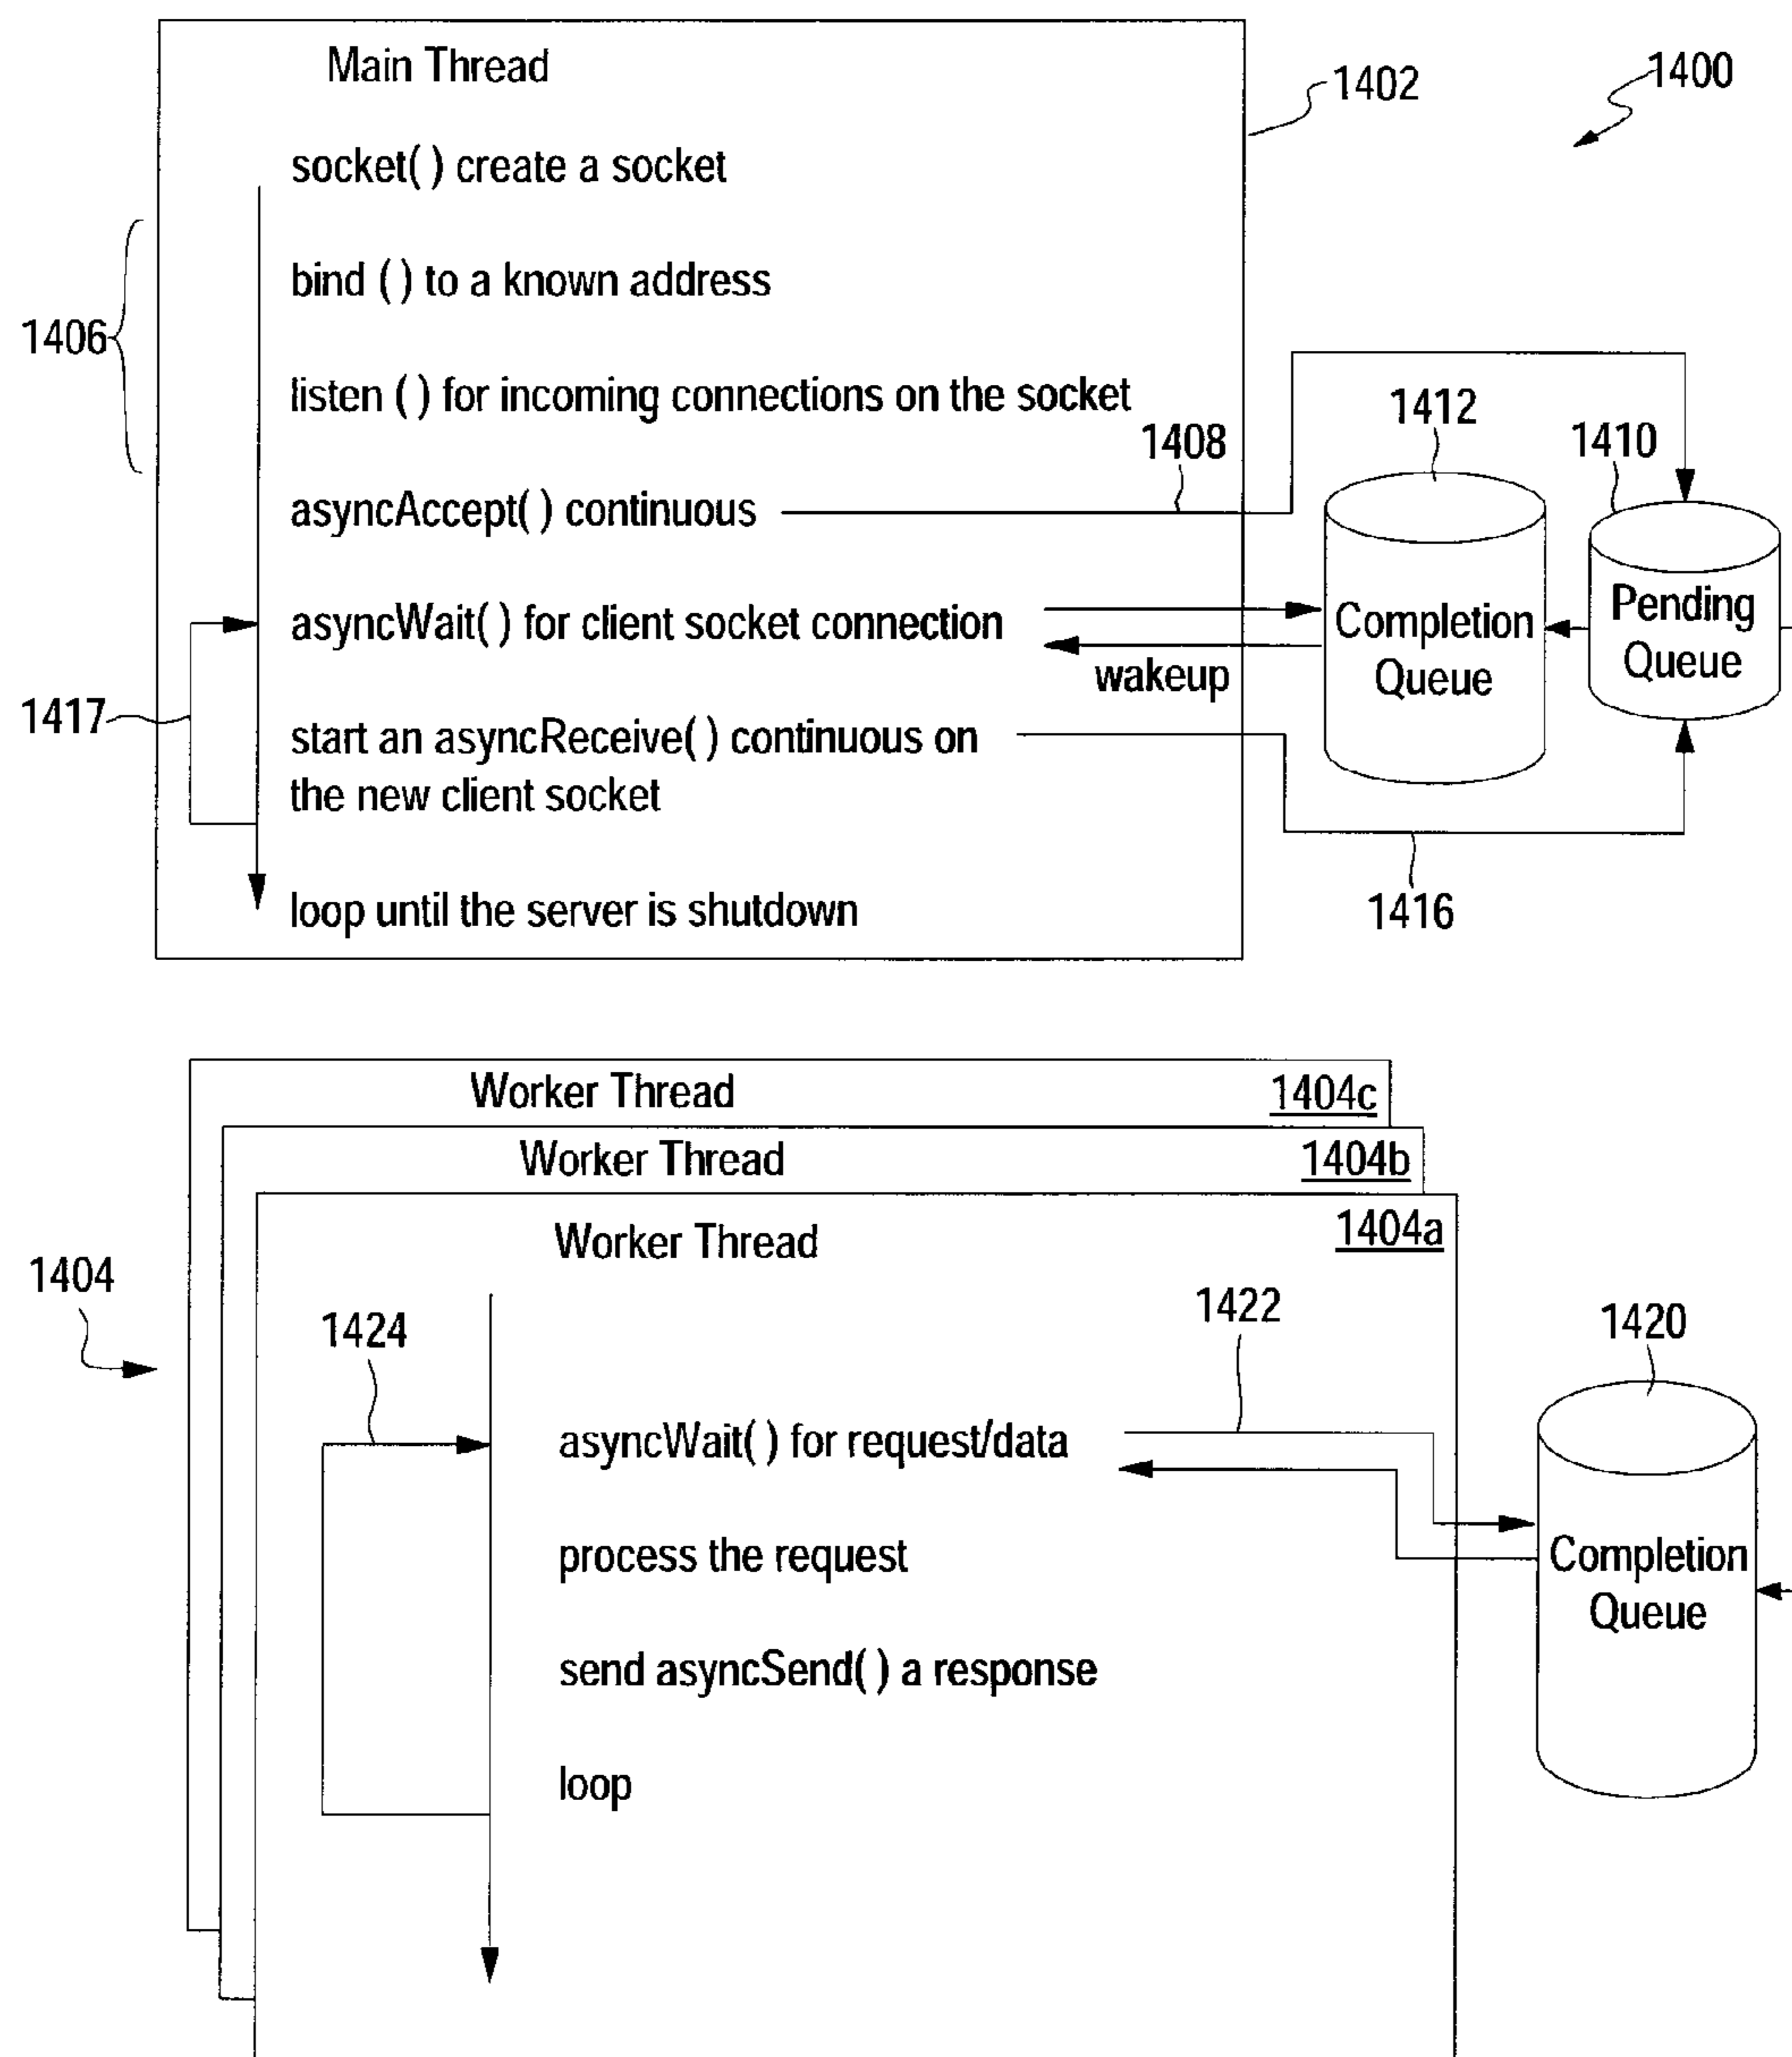 Main Thread
1402
1400
socket( ) create a socket
bind ( ) to a known address
1406
listen ( ) for incoming connections on the socket
1408
1412
1410
asyncAccept( ) continuous
asyncWait( ) for client socket connection
wakeup
Completion
Queue
Pending
Queue
1417
start an asyncReceive( ) continuous on
the new client socket
1416
loop until the server is shutdown
Worker Thread
1404c
Worker Thread
1404b
Worker Thread
1404a
1404
1424
1422
1420
asyncWait( ) for request/data
process the request
Completion
Queue
send asyncSend( ) a response
loop